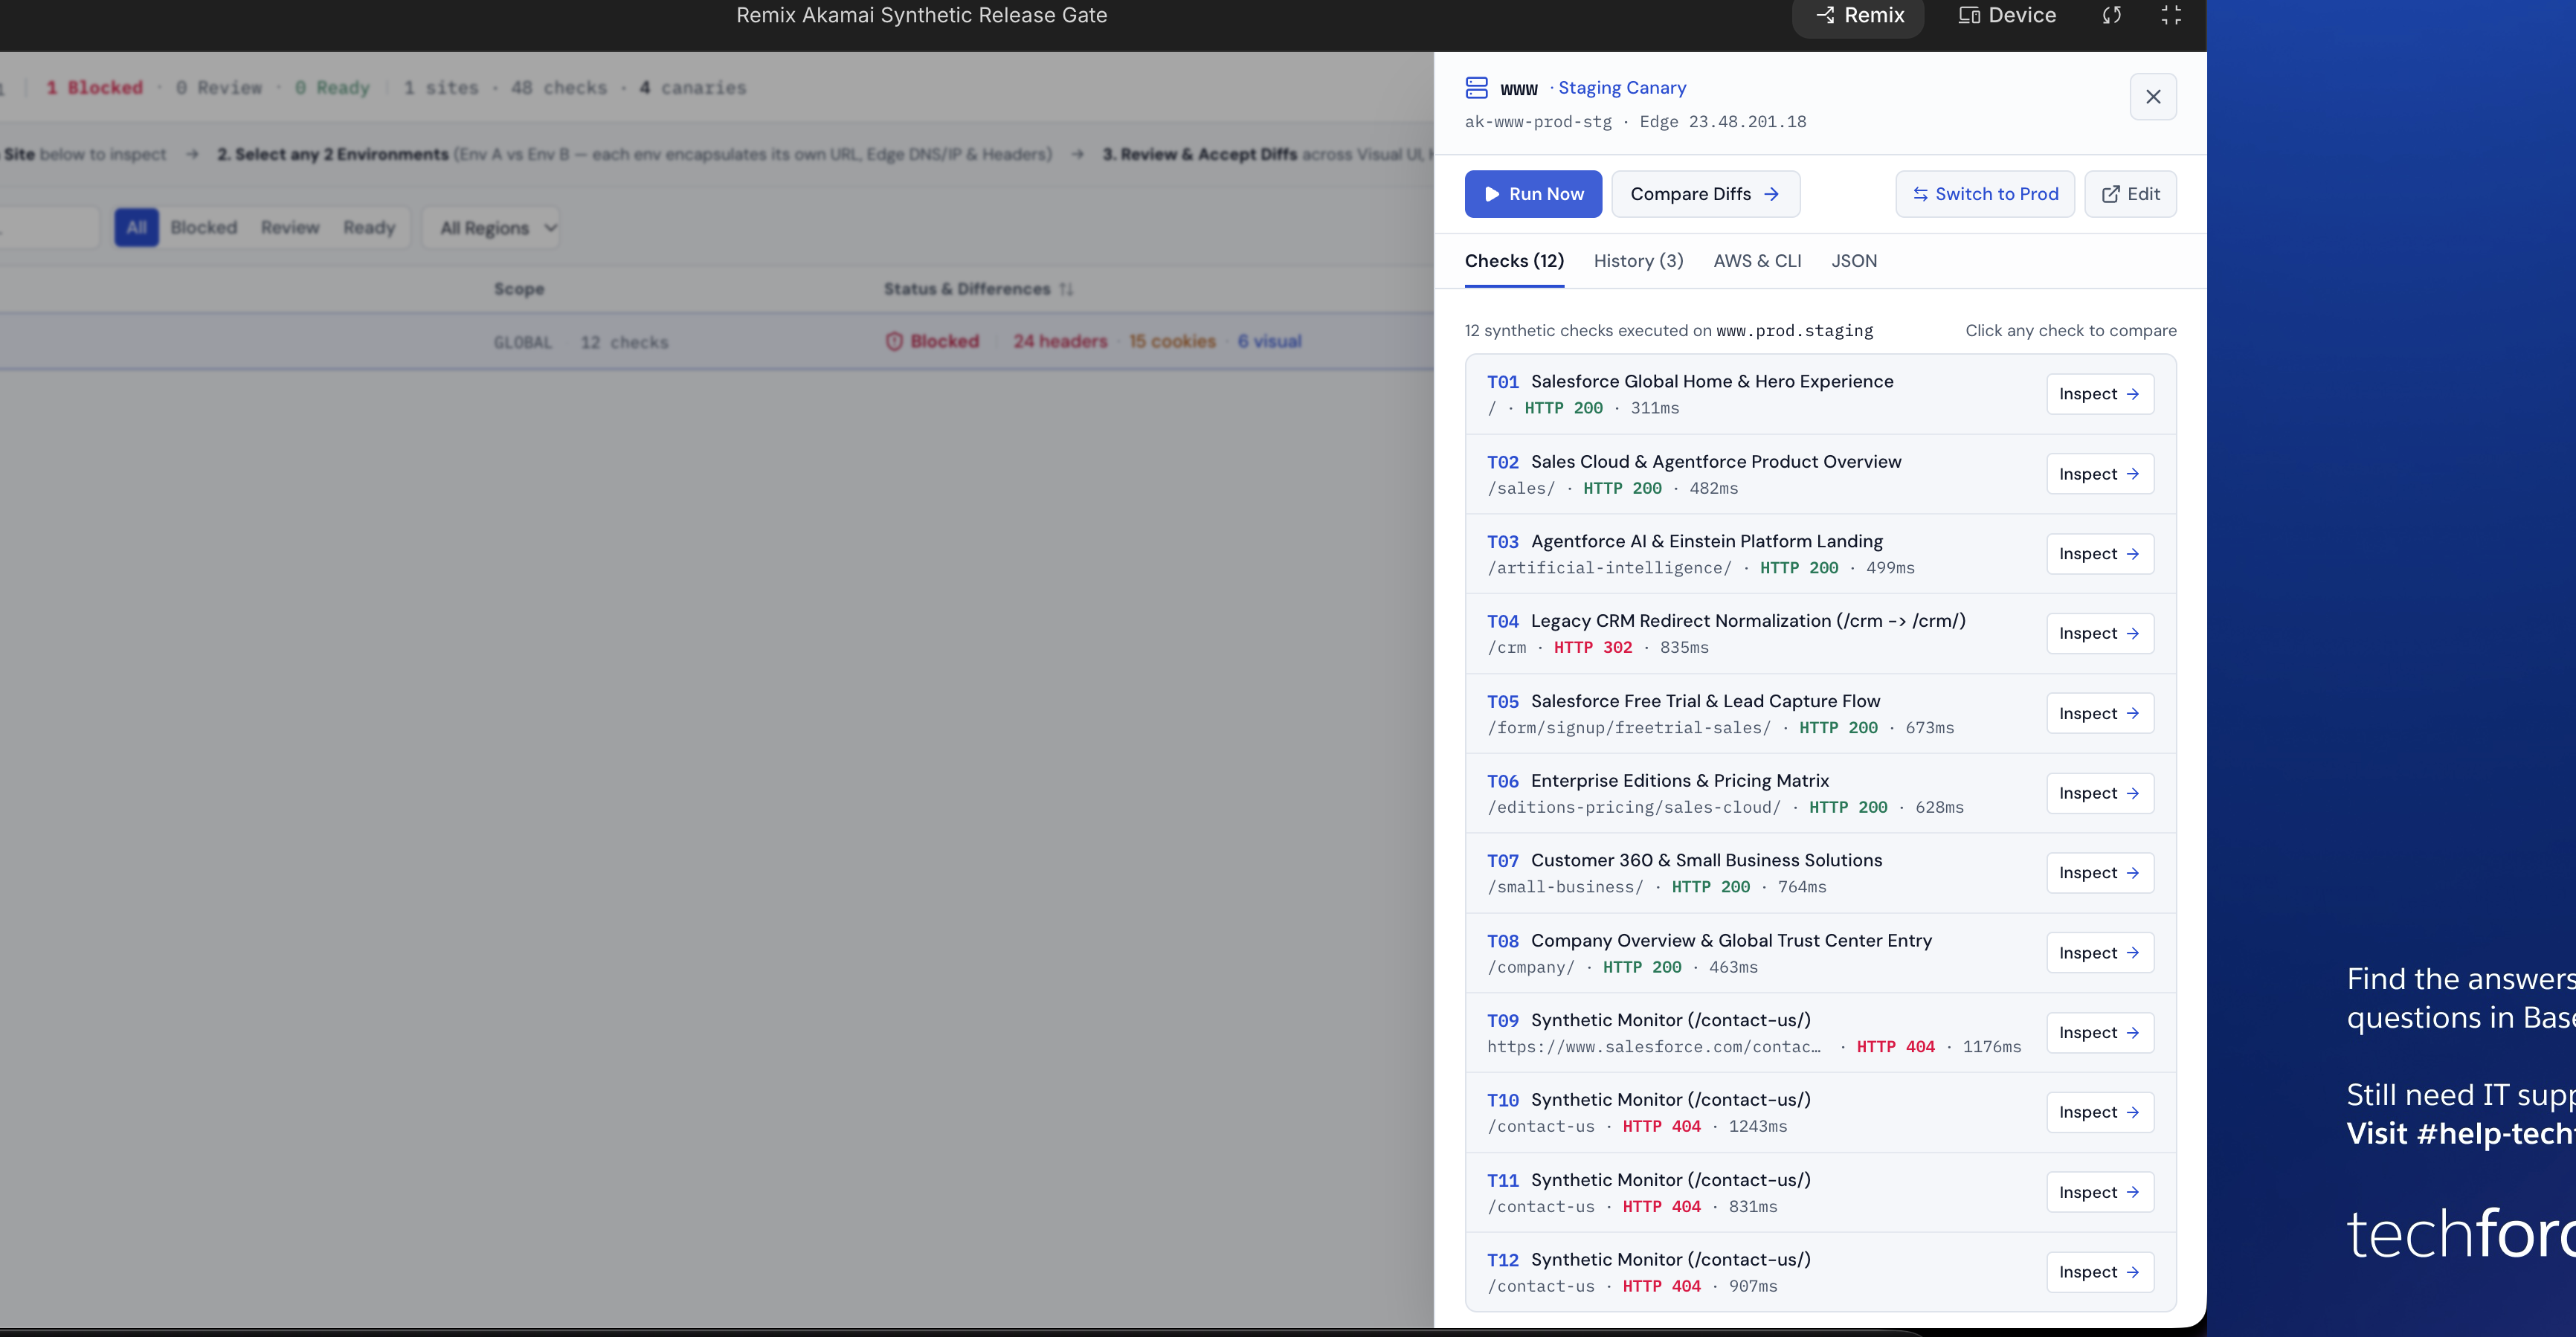 Remix Akamai Synthetic Release Gate
Remix
Device
1 Blocked · 0 Review · 0 Ready 1 sites · 48 checks · 4 canaries
Site below to inspect → 2. Select any 2 Environments (Env A vs Env B — each env encapsulates its own URL, Edge DNS/IP & Headers) → 3. Review & Accept Diffs across Visual UI,
All Blocked Review Ready All Regions
Scope Status & Differences
GLOBAL 12 checks Blocked 24 headers · 15 cookies · 6 visual
www · Staging Canary
ak-www-prod-stg · Edge 23.48.201.18
Run Now Compare Diffs → Switch to Prod Edit
Checks (12) History (3) AWS & CLI JSON
12 synthetic checks executed on www.prod.staging Click any check to compare
T01 Salesforce Global Home & Hero Experience
/ · HTTP 200 · 311ms
Inspect →
T02 Sales Cloud & Agentforce Product Overview
/sales/ · HTTP 200 · 482ms
Inspect →
T03 Agentforce AI & Einstein Platform Landing
/artificial-intelligence/ · HTTP 200 · 499ms
Inspect →
T04 Legacy CRM Redirect Normalization (/crm -> /crm/)
/crm · HTTP 302 · 835ms
Inspect →
T05 Salesforce Free Trial & Lead Capture Flow
/form/signup/freetrial-sales/ · HTTP 200 · 673ms
Inspect →
T06 Enterprise Editions & Pricing Matrix
/editions-pricing/sales-cloud/ · HTTP 200 · 628ms
Inspect →
T07 Customer 360 & Small Business Solutions
/small-business/ · HTTP 200 · 764ms
Inspect →
T08 Company Overview & Global Trust Center Entry
/company/ · HTTP 200 · 463ms
Inspect →
T09 Synthetic Monitor (/contact-us/)
https://www.salesforce.com/contac… · HTTP 404 · 1176ms
Inspect →
T10 Synthetic Monitor (/contact-us/)
/contact-us · HTTP 404 · 1243ms
Inspect →
T11 Synthetic Monitor (/contact-us/)
/contact-us · HTTP 404 · 831ms
Inspect →
T12 Synthetic Monitor (/contact-us/)
/contact-us · HTTP 404 · 907ms
Inspect →
Find the answers
questions in Bas
Still need IT supp
Visit #help-tech
techforc